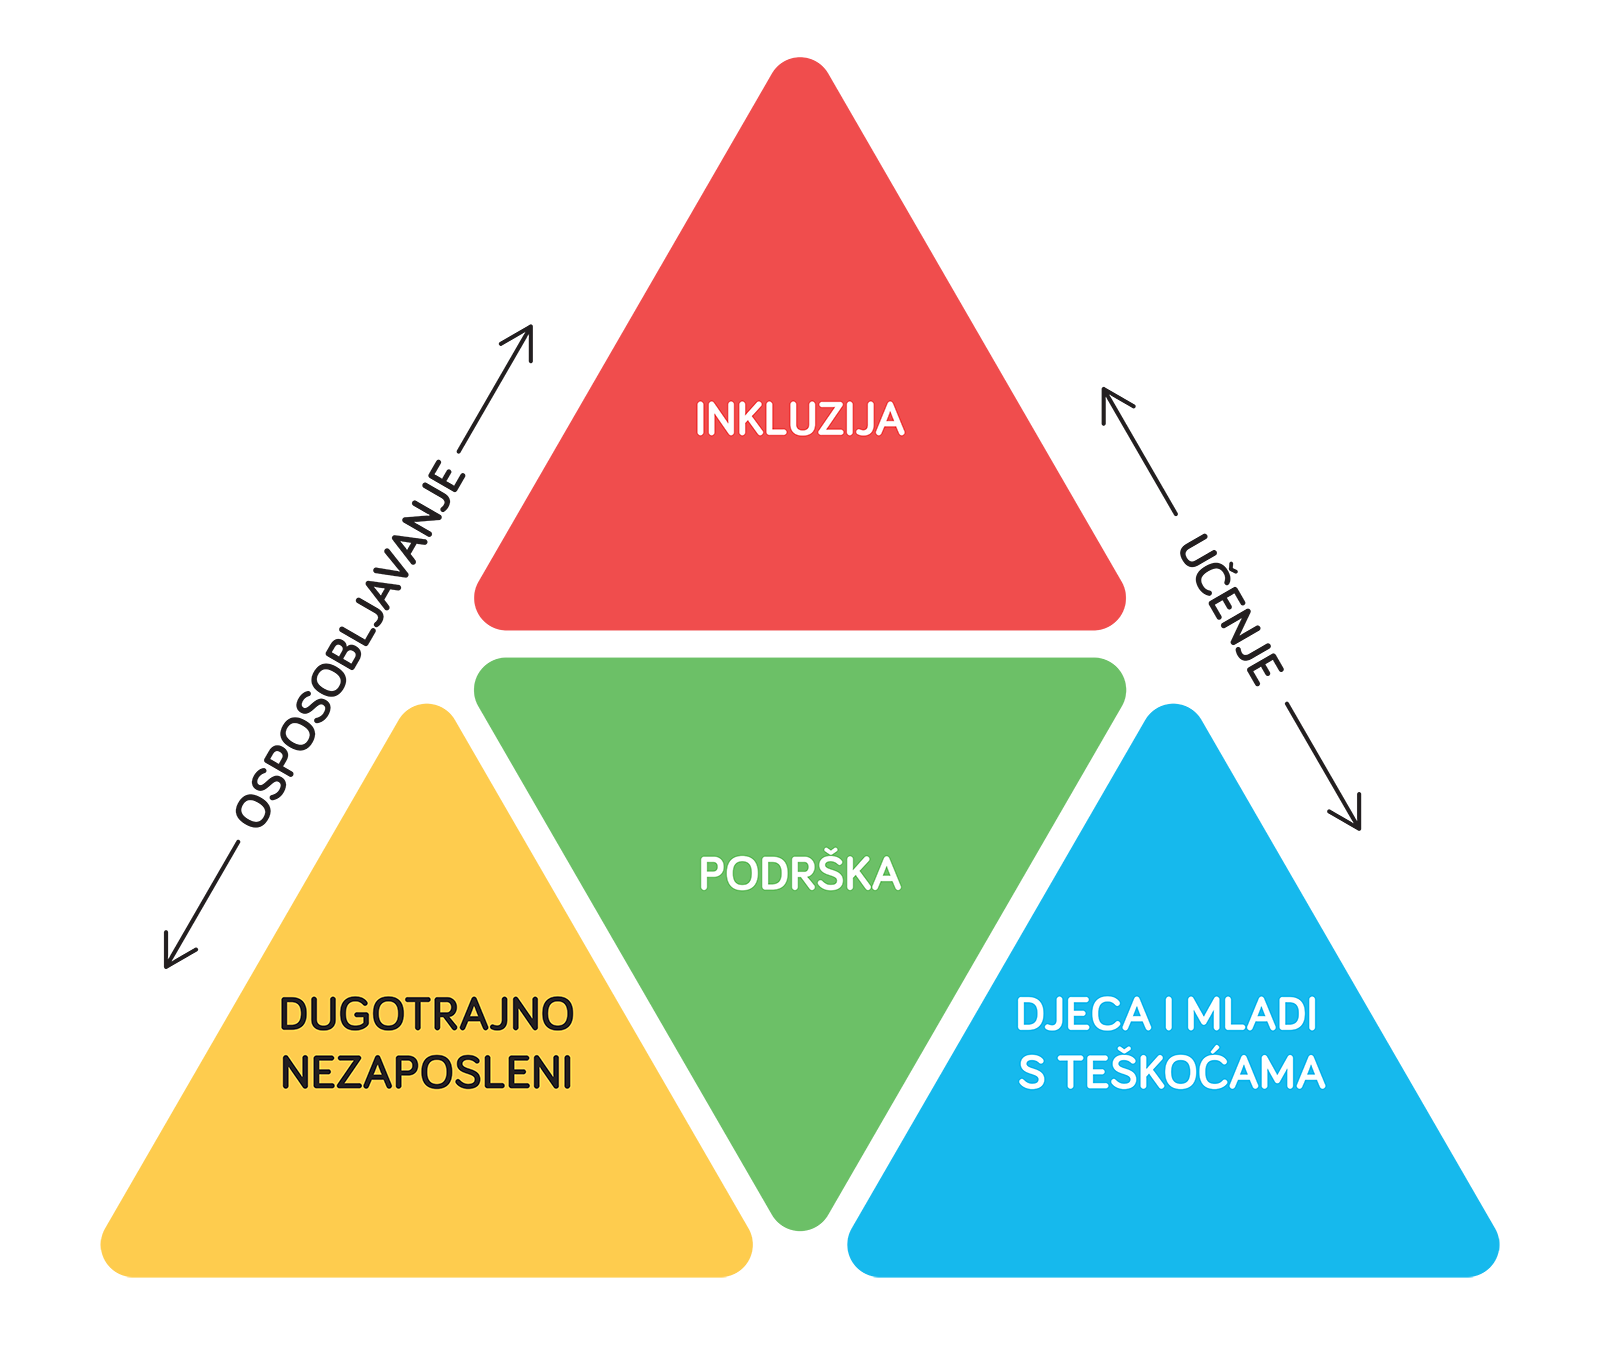 INKLUZIJA
OSPOSOBLJAVANJE
UČENJE
PODRŠKA
DUGOTRAJNO
NEZAPOSLENI
DJECA I MLADI
S TEŠKOĆAMA